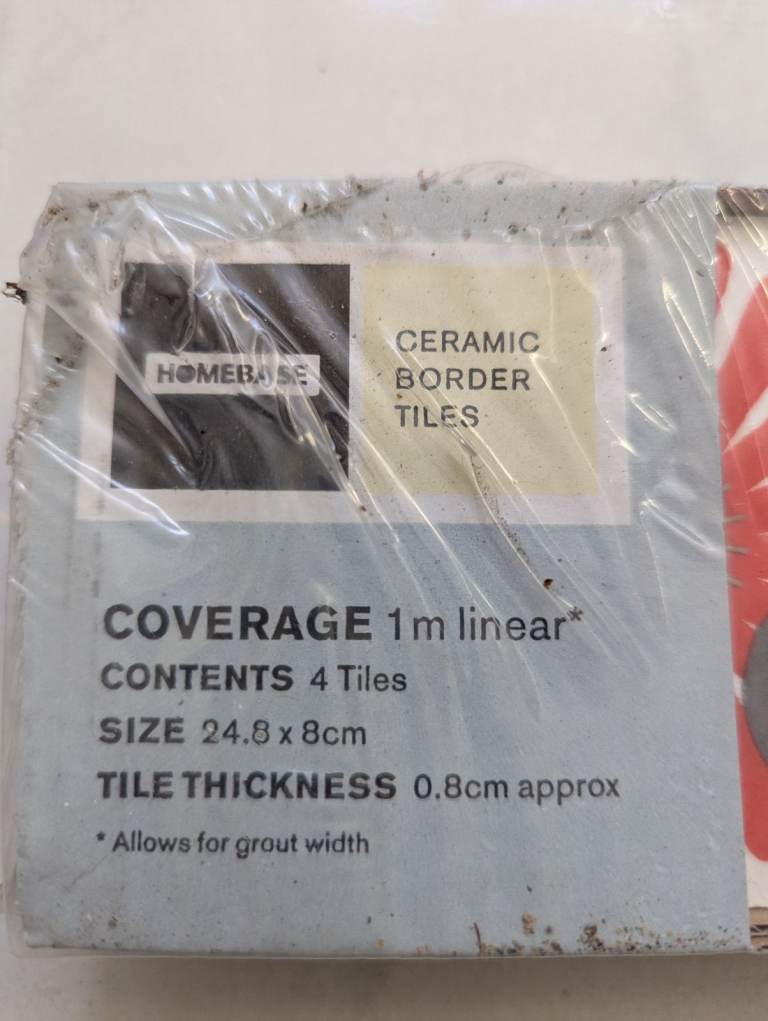 HOMEBASE
CERAMIC
BORDER
TILES
COVERAGE 1m linear*
CONTENTS 4 Tiles
SIZE 24.8 x 8cm
TILE THICKNESS 0.8cm approx
* Allows for grout width